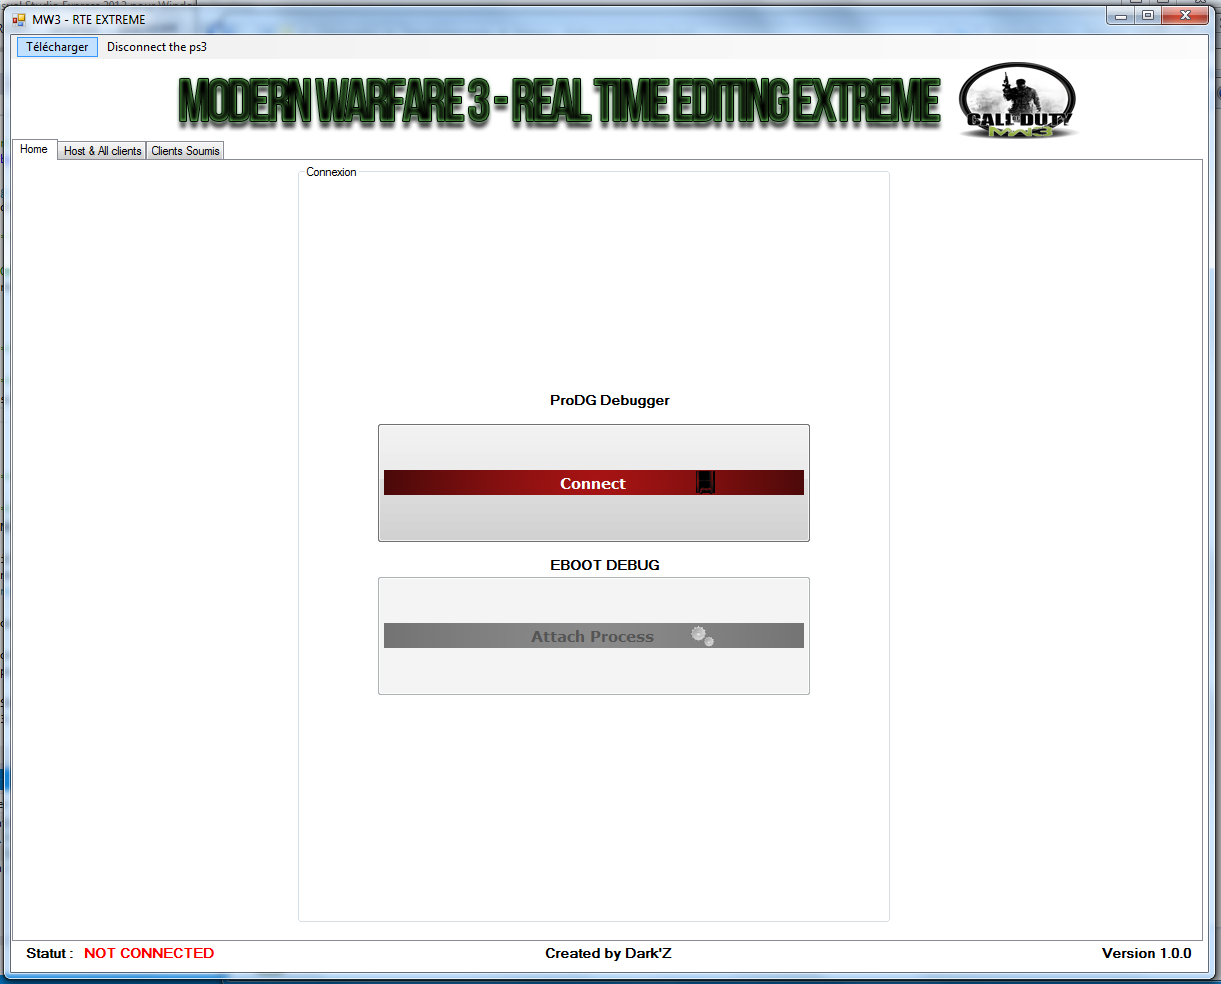 MW3 - RTE EXTREME
Télécharger Disconnect the ps3
MODERN WARFARE 3 - REAL TIME EDITING EXTREME
CALL DUTY
MW3
Home Host & All clients Clients Soumis
Connexion
ProDG Debugger
Connect
EBOOT DEBUG
Attach Process
Statut : NOT CONNECTED Created by Dark'Z Version 1.0.0